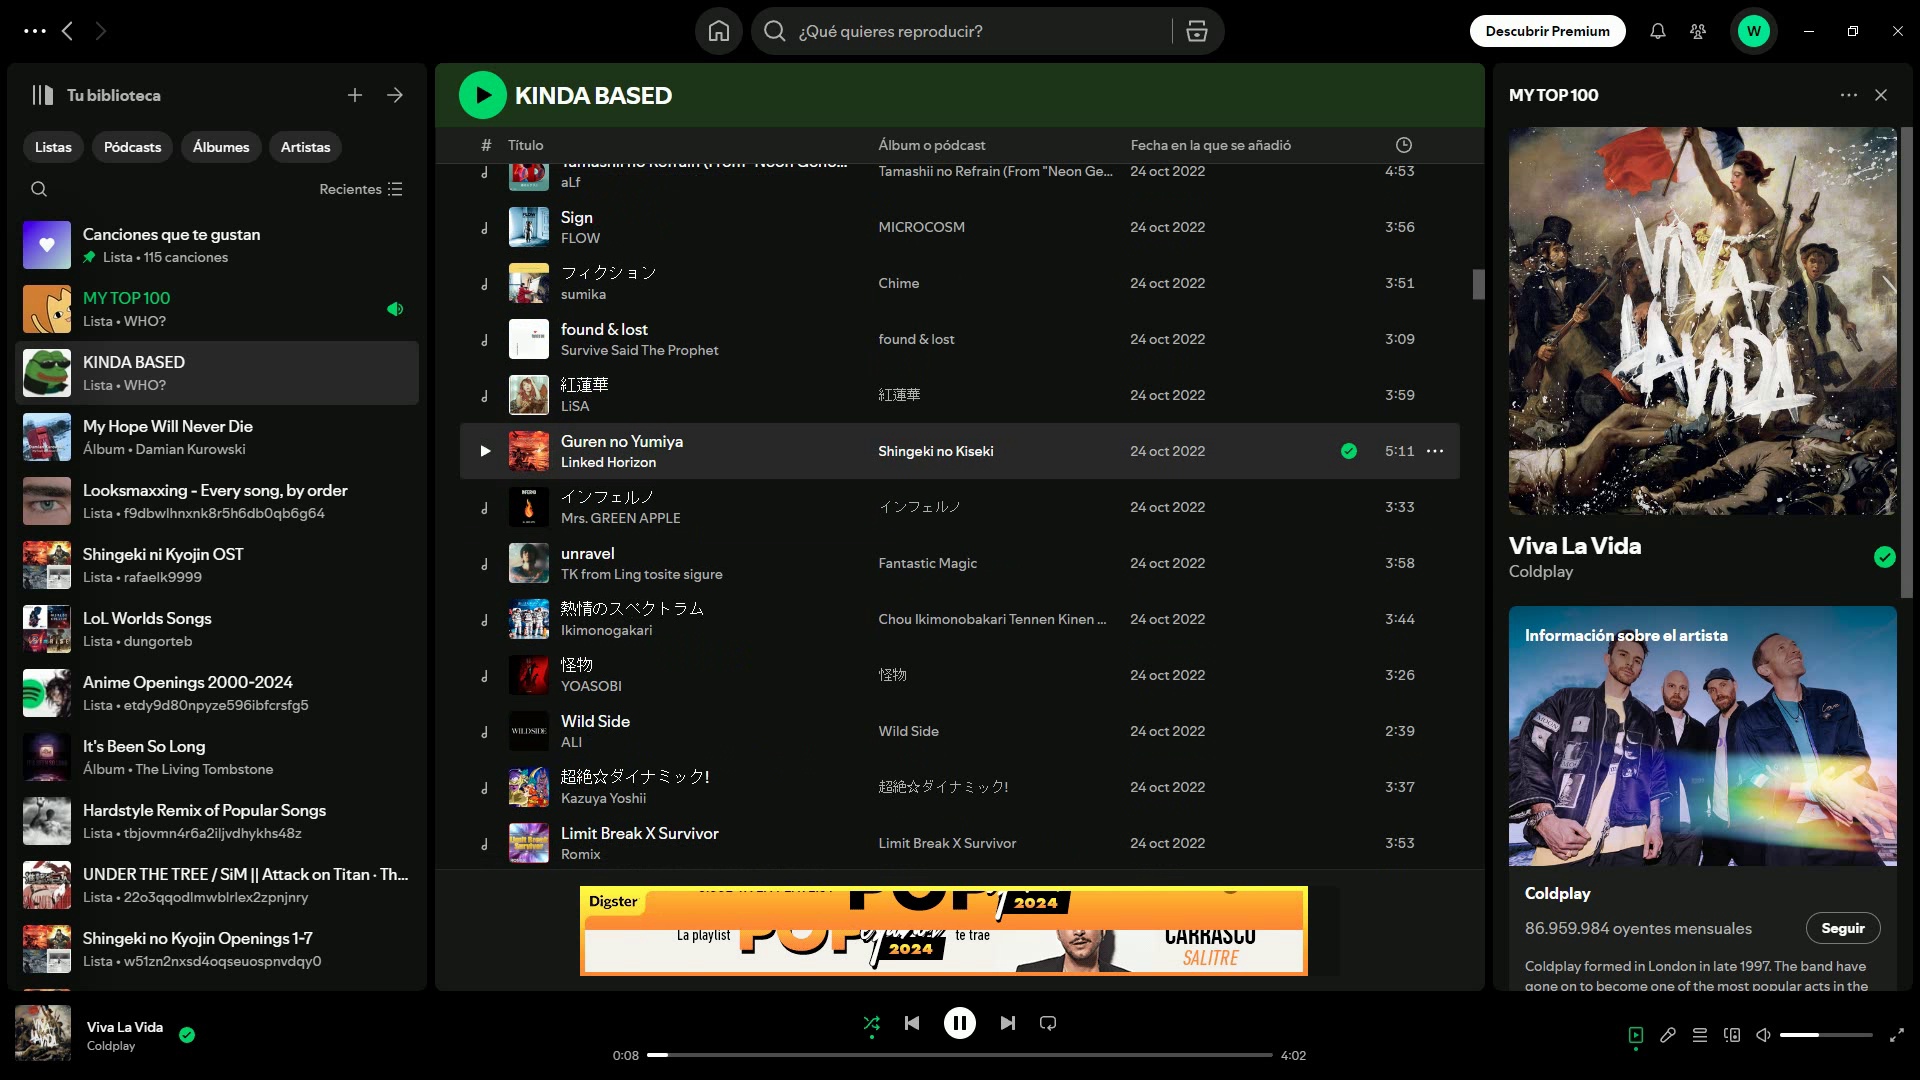 ¿Qué quieres reproducir?
Descubrir Premium
W
Tu biblioteca
Listas
Pódcasts
Álbumes
Artistas
Recientes
Canciones que te gustan
Lista • 115 canciones
MY TOP 100
Lista • WHO?
KINDA BASED
Lista • WHO?
My Hope Will Never Die
Álbum • Damian Kurowski
Looksmaxxing - Every song, by order
Lista • f9dbwlhnxnk8r5h6db0qb6g64
Shingeki ni Kyojin OST
Lista • rafaelk9999
LoL Worlds Songs
Lista • dungorteb
Anime Openings 2000-2024
Lista • etdy9d80npyze596ibfcrsfg5
It's Been So Long
Álbum • The Living Tombstone
Hardstyle Remix of Popular Songs
Lista • tbjovmn4r6a2iljvdhykhs48z
UNDER THE TREE / SiM || Attack on Titan · Th...
Lista • 22o3qqodlmwblrlex2zpnjnry
Shingeki no Kyojin Openings 1-7
Lista • w51zn2nxsd4oqseuospnvdqy0
KINDA BASED
# Título Álbum o pódcast Fecha en la que se añadió
Tamashii no Refrain (From "Neon Gene...
aLf
Tamashii no Refrain (From "Neon Ge... 24 oct 2022 4:53
Sign
FLOW
MICROCOSM 24 oct 2022 3:56
フィクション
sumika
Chime 24 oct 2022 3:51
found & lost
Survive Said The Prophet
found & lost 24 oct 2022 3:09
紅蓮華
LiSA
紅蓮華 24 oct 2022 3:59
Guren no Yumiya
Linked Horizon
Shingeki no Kiseki 24 oct 2022 5:11
インフェルノ
Mrs. GREEN APPLE
インフェルノ 24 oct 2022 3:33
unravel
TK from Ling tosite sigure
Fantastic Magic 24 oct 2022 3:58
熱情のスペクトラム
Ikimonogakari
Chou Ikimonobakari Tennen Kinen ... 24 oct 2022 3:44
怪物
YOASOBI
怪物 24 oct 2022 3:26
WILDSIDE
Wild Side
ALI
Wild Side 24 oct 2022 2:39
超絶☆ダイナミック!
Kazuya Yoshii
超絶☆ダイナミック! 24 oct 2022 3:37
Limit Break X Survivor
Romix
Limit Break X Survivor 24 oct 2022 3:53
Digster
POP
2024
La playlist
POP
2024
te trae
CARRASCO
SALITRE
MY TOP 100
VIVA
LA VIDA
Viva La Vida
Coldplay
Información sobre el artista
Coldplay
86.959.984 oyentes mensuales
Seguir
Coldplay formed in London in late 1997. The band have
gone on to become one of the most popular acts in the
Viva La Vida
Coldplay
0:08
4:02